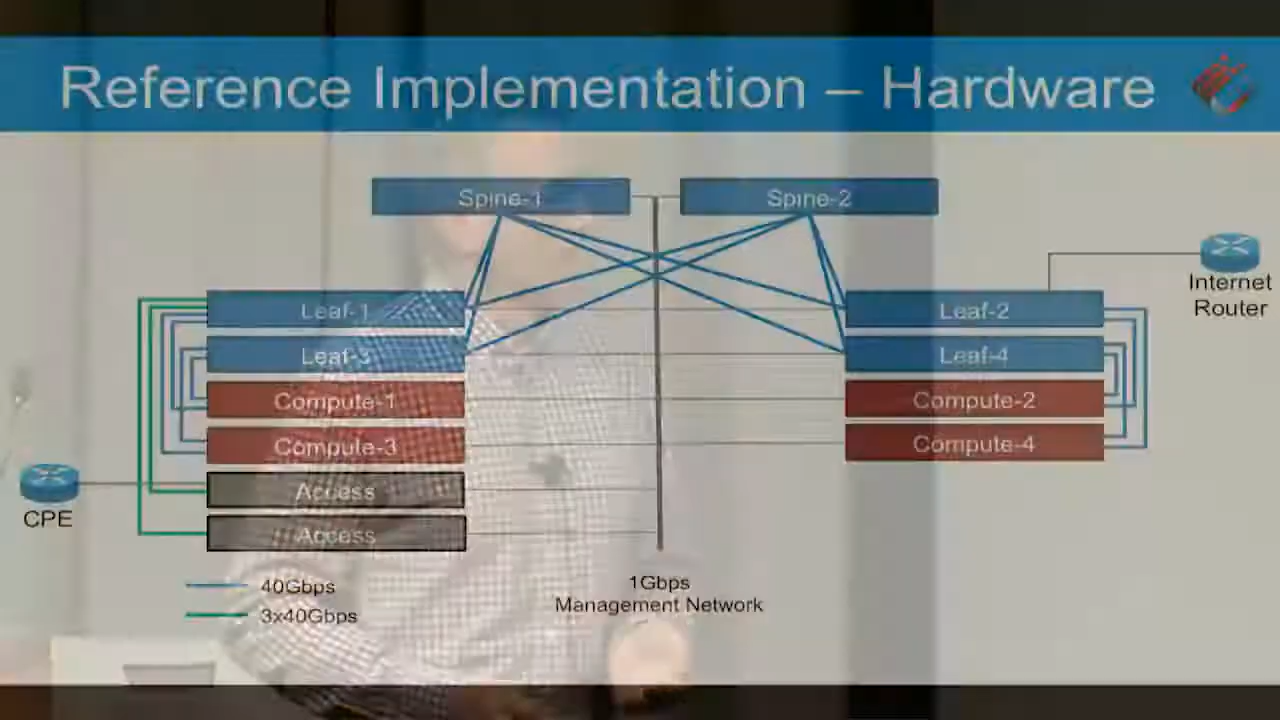 Reference Implementation – Hardware
Spine-1
Spine-2
Internet
Router
Leaf-1
Leaf-2
Leaf-3
Leaf-4
Compute-1
Compute-2
Compute-3
Compute-4
Access
Access
CPE
40Gbps
3x40Gbps
1Gbps
Management Network